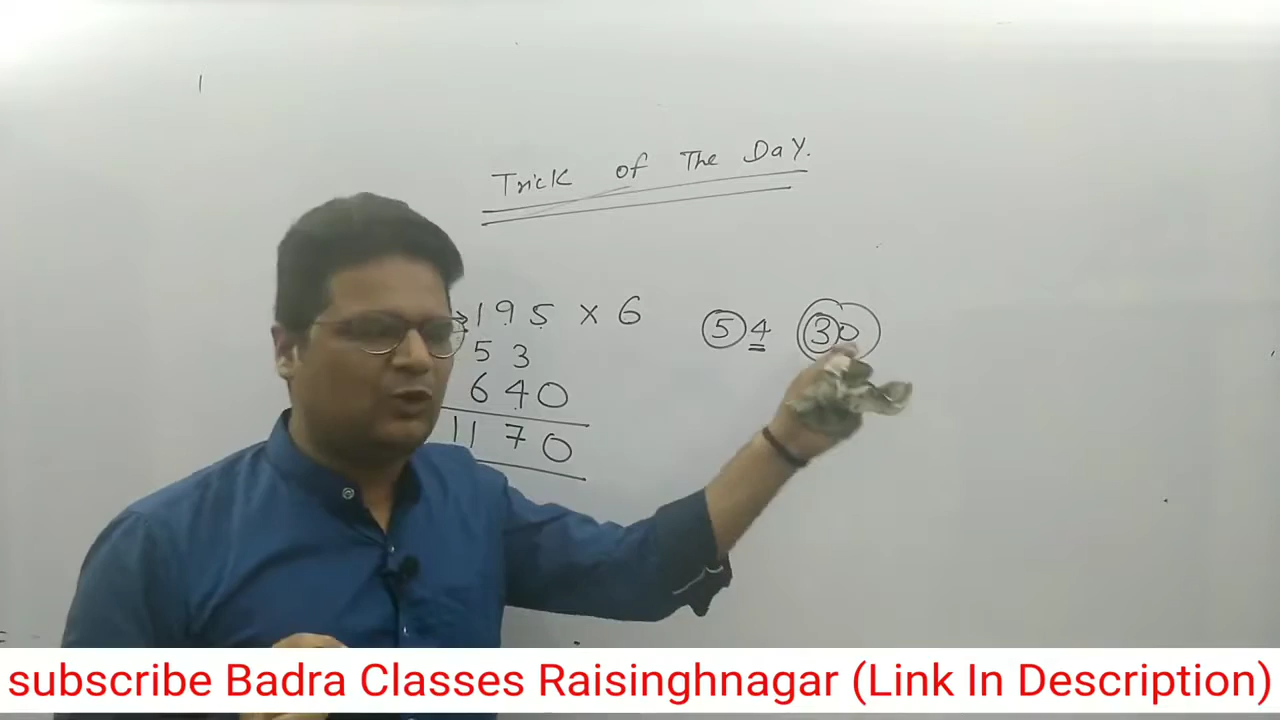 Trick of The Day.
195 x 6
54 30
53
640
1170
subscribe Badra Classes Raisinghnagar (Link In Description)